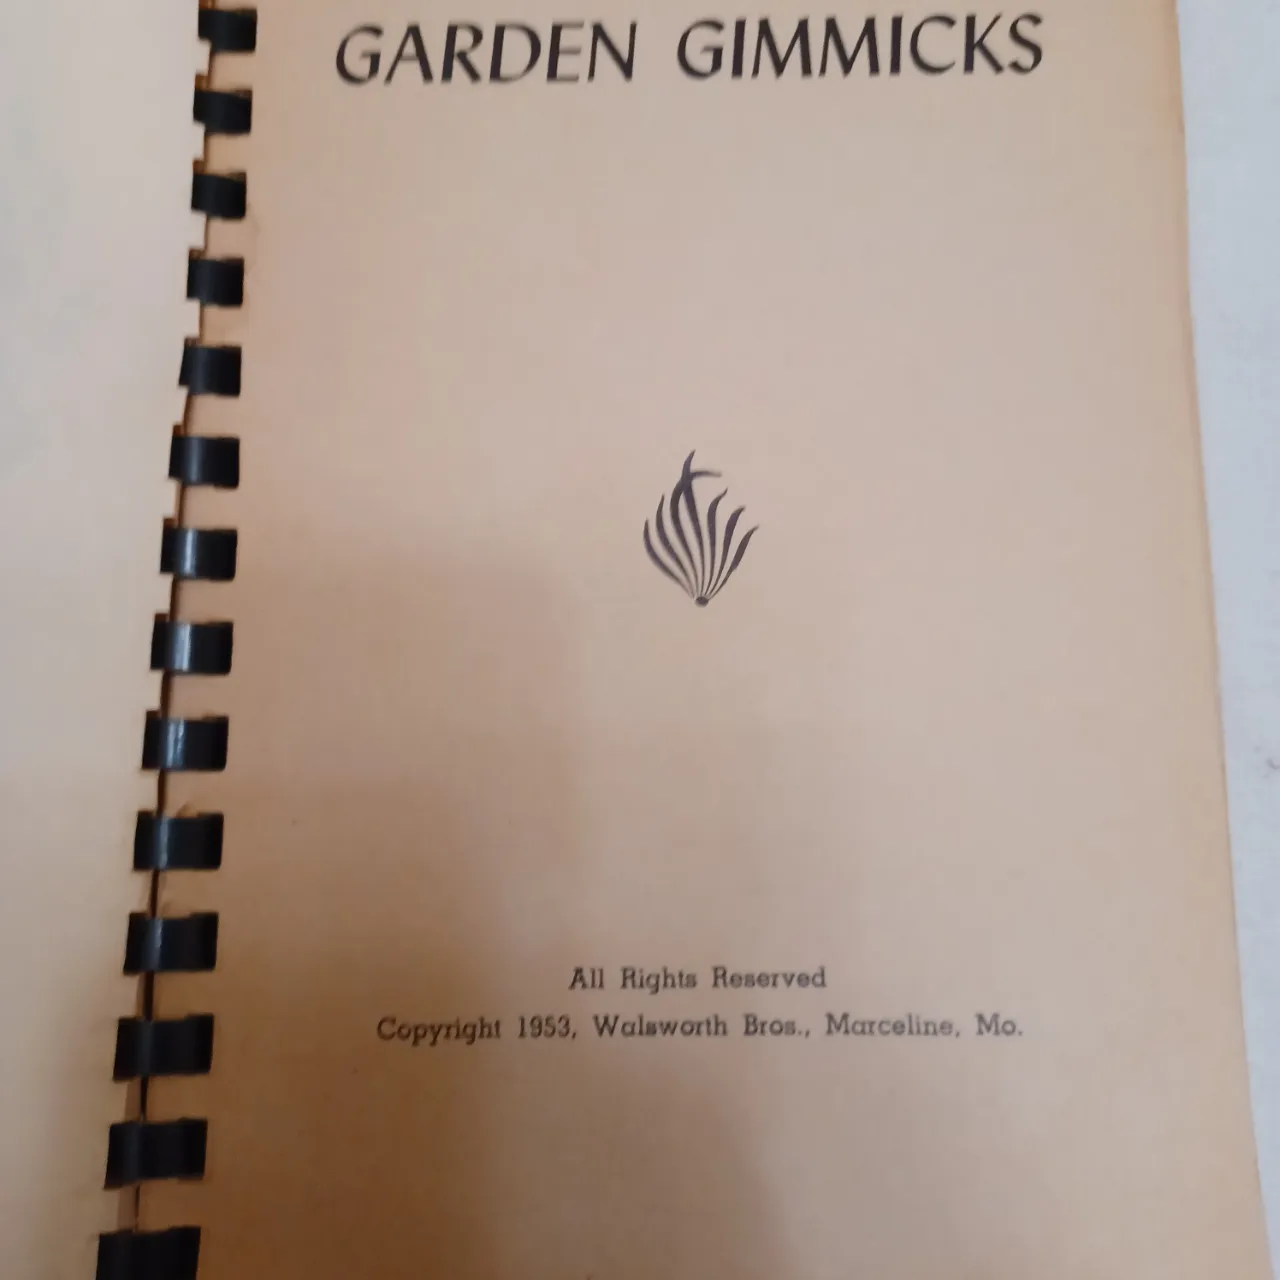 GARDEN GIMMICKS
All Rights Reserved
Copyright 1953, Walsworth Bros., Marceline, Mo.